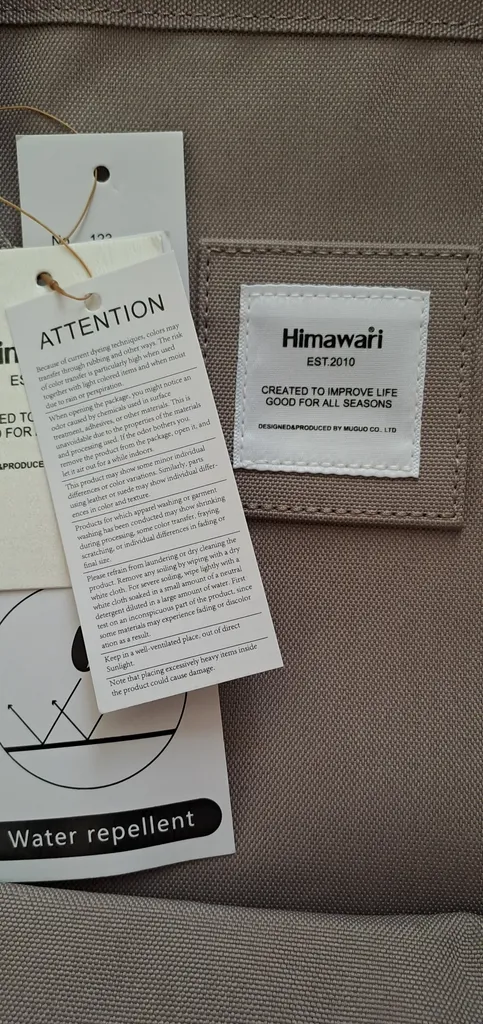 No. 133
in
ES
ED TO
FOR
&PRODUCE
ATTENTION
Because of current dyeing techniques, colors may
transfer through rubbing and other ways. The risk
of color transfer is particularly high when used
together with light colored items and when moist
due to rain or perspiration.
When opening the package, you might notice an
odor caused by chemicals used in surface
treatments, adhesives, or other materials. This is
unavoidable due to the properties of the materials
and processing used. If the odor bothers you,
remove the product from the package, open it, and
let it air out for a while indoors.
This product may show some minor individual
differences or color variations. Similarly, parts
using leather or suede may show individual differ-
ences in color and texture.
Products for which apparel washing or garment
washing has been conducted may show shrinking
during processing, some color transfer, fraying,
scratching, or individual differences in fading or
final size.
Please refrain from laundering or dry cleaning the
product. Remove any soiling by wiping with a dry
white cloth. For severe soiling, wipe lightly with a
white cloth soaked in a small amount of a neutral
detergent diluted in a large amount of water. First
test on an inconspicuous part of the product, since
some materials may experience fading or discolor
ation as a result.
Keep in a well-ventilated place, out of direct
Sunlight.
Note that placing excessively heavy items inside
the product could cause damage.
Water repellent
Himawari
EST.2010
CREATED TO IMPROVE LIFE
GOOD FOR ALL SEASONS
DESIGNED&PRODUCED BY MUGUO CO., LTD